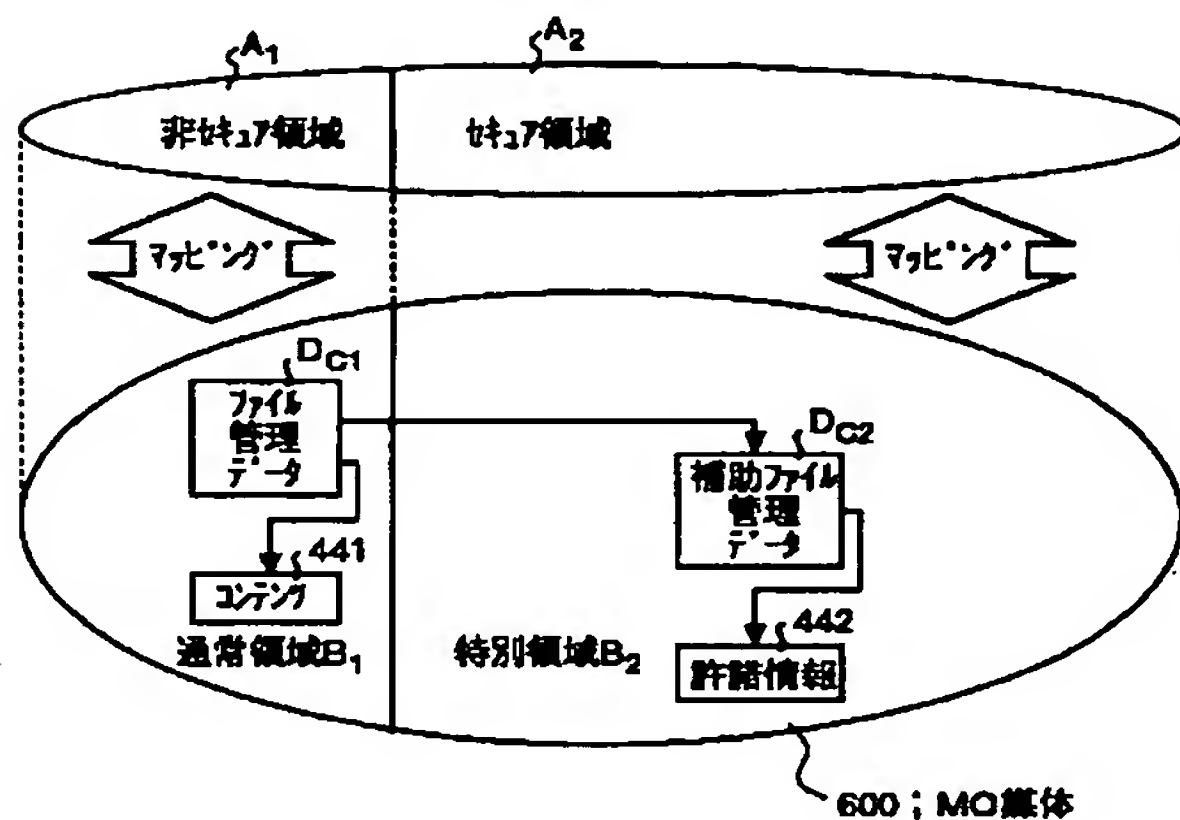 A1
A2
非セキュア領域
セキュア領域
マッピング
マッピング
DC1
ファイル
管理
データ
DC2
補助ファイル
管理
データ
441
コンテング
442
許諾情報
通常領域B1
特別領域B2
600；MO媒体